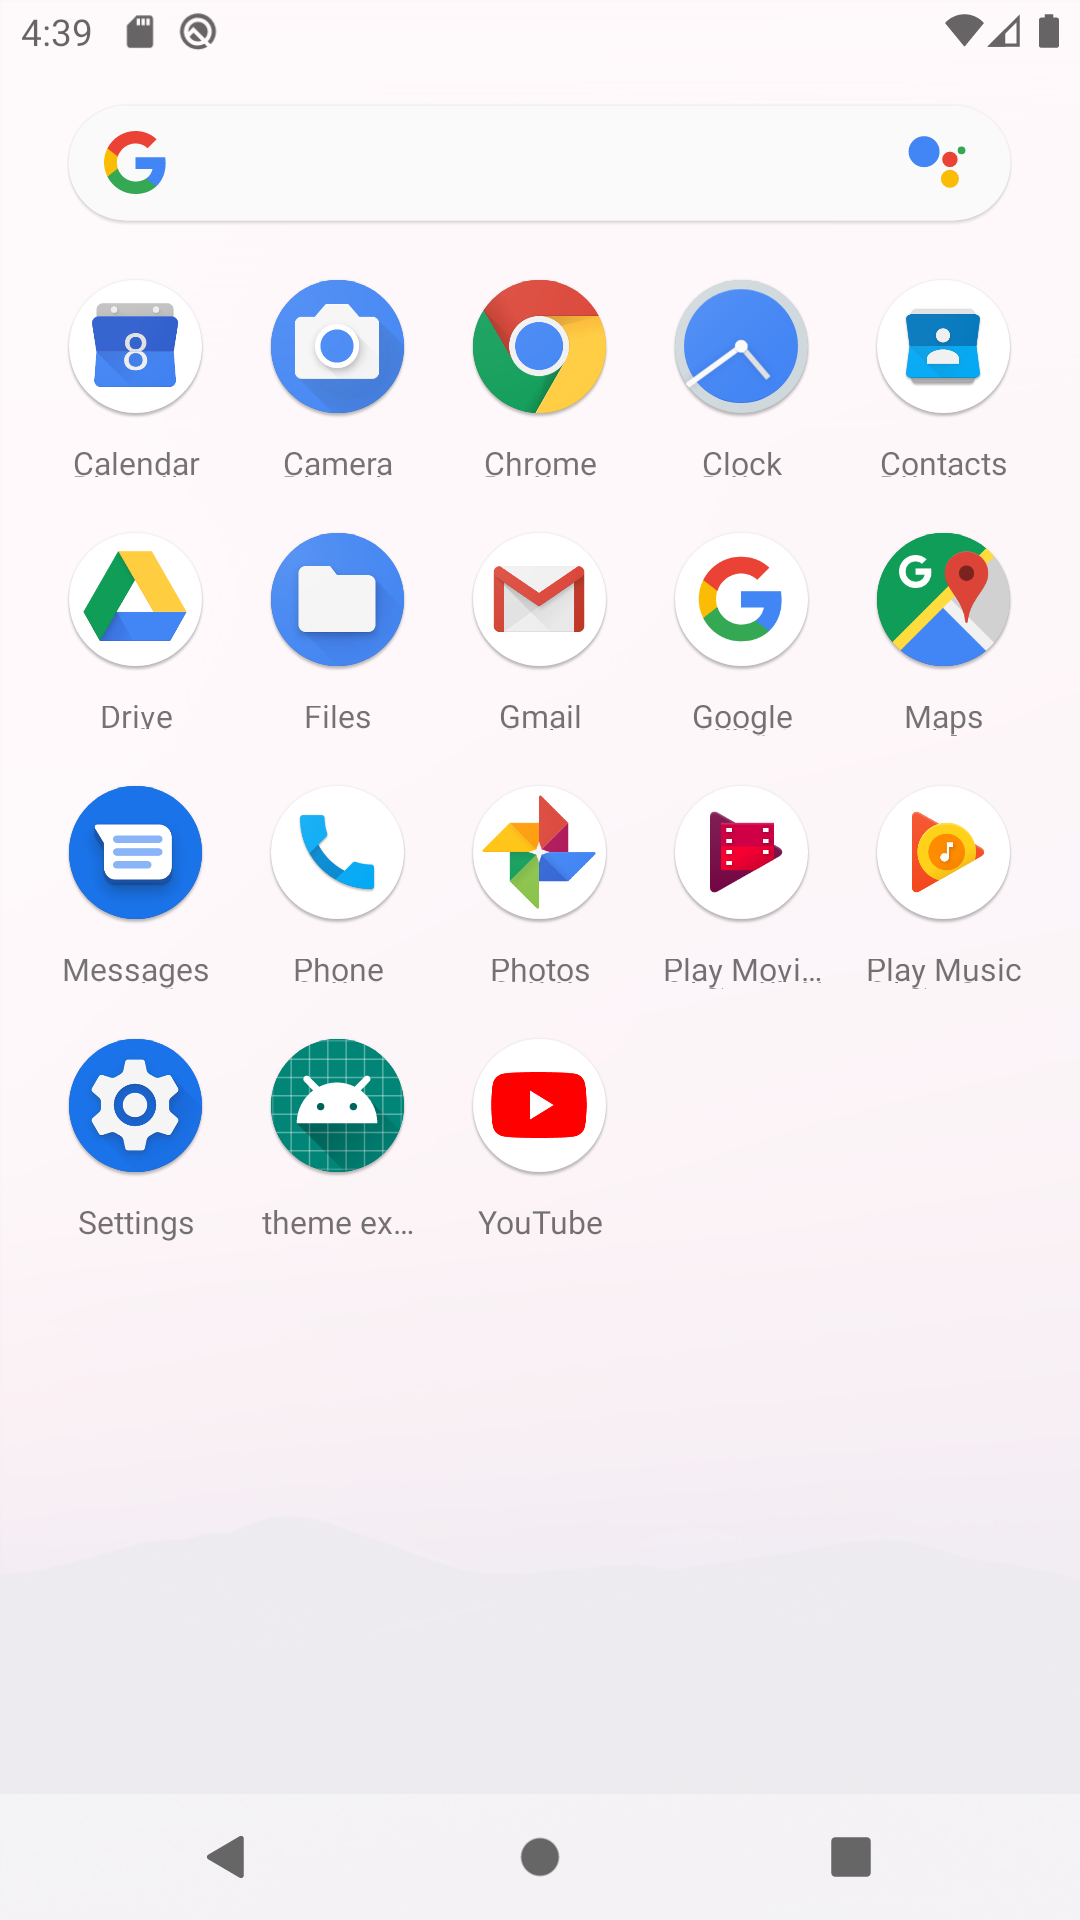 4:39
Calendar Camera Chrome Clock Contacts
Drive Files Gmail Google Maps
Messages Phone Photos Play Movi... Play Music
Settings theme ex... YouTube